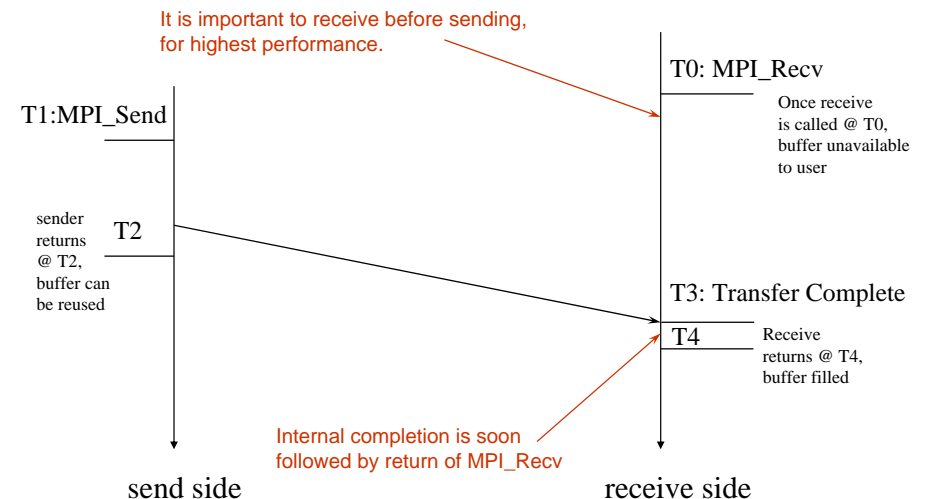 It is important to receive before sending,
for highest performance.
T0: MPI_Recv
Once receive
is called @ T0,
buffer unavailable
to user
T1:MPI_Send
sender
returns
@ T2,
buffer can
be reused
T2
T3: Transfer Complete
T4
Receive
returns @ T4,
buffer filled
Internal completion is soon
followed by return of MPI_Recv
send side
receive side